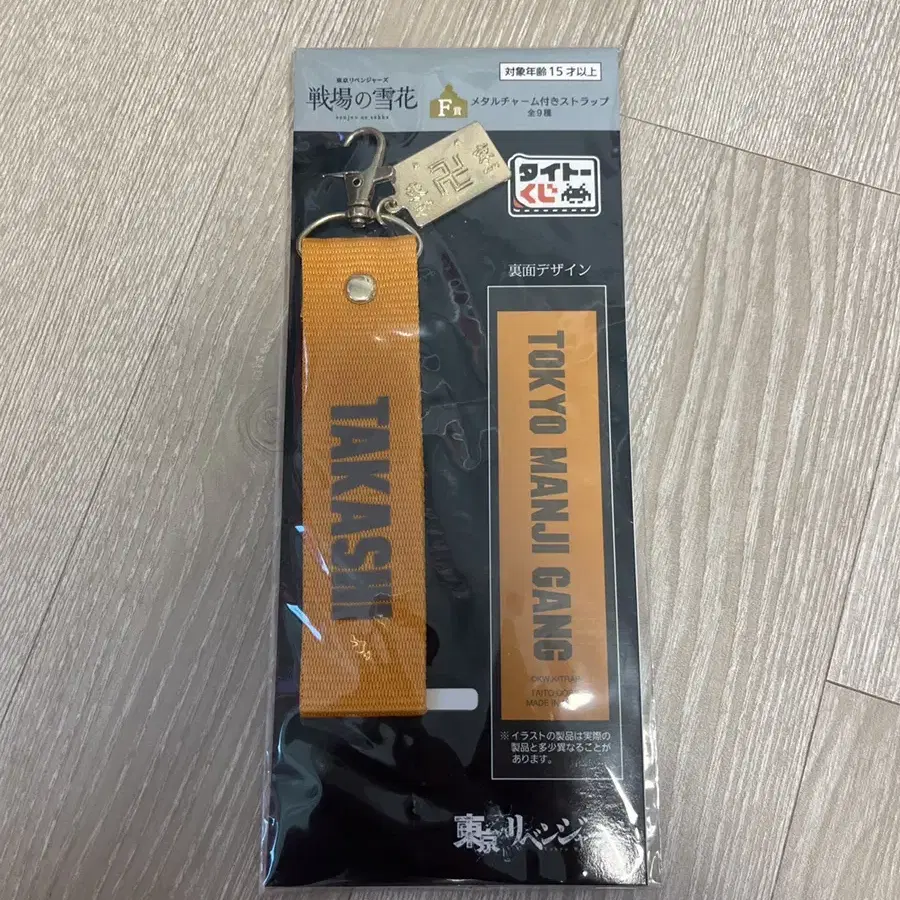 対象年齢15才以上
東京リベンジャーズ
戦場の雪花
senjou no sekka
F賞
メタルチャーム付きストラップ
全9種
卍
タイトー
くじ
裏面デザイン
TAKASHI
TOKYO MANJI GANG
MADE IN
※イラストの製品は実際の
製品と多少異なることが
あります。
東京リベンジャ